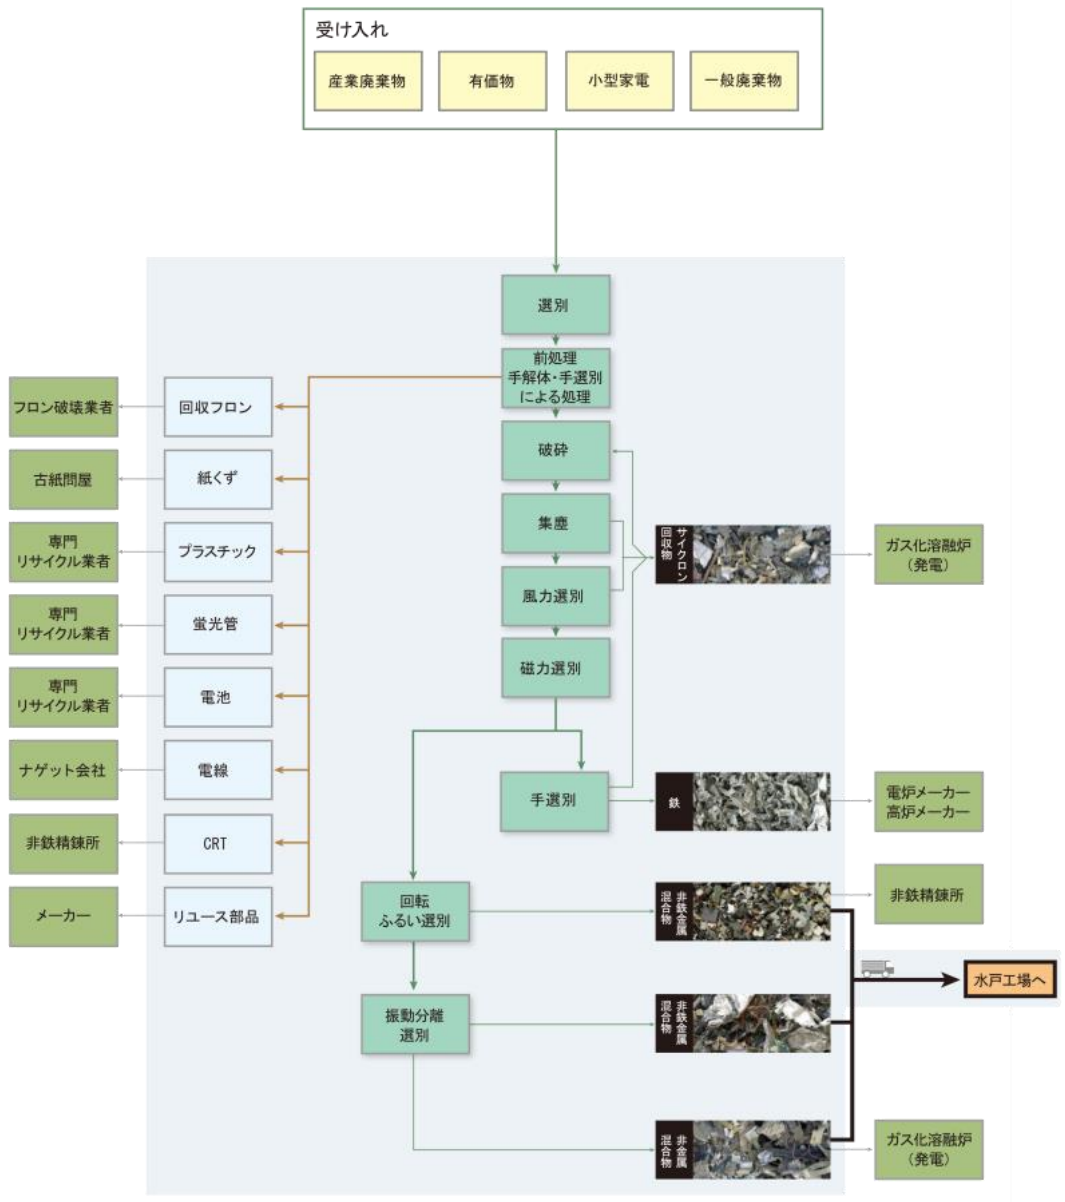 受け入れ
産業廃棄物
有価物
小型家電
一般廃棄物
選別
前処理
手解体・手選別
による処理
破砕
集塵
風力選別
磁力選別
手選別
回転
ふるい選別
振動分離
選別
フロン破壊業者
回収フロン
古紙問屋
紙くず
専門
リサイクル業者
プラスチック
専門
リサイクル業者
蛍光管
専門
リサイクル業者
電池
ナゲット会社
電線
非鉄精錬所
CRT
メーカー
リユース部品
サイクロン
回収物
ガス化溶融炉
（発電）
鉄
電炉メーカー
高炉メーカー
非鉄金属
混合物
非鉄精錬所
水戸工場へ
非鉄金属
混合物
非金属
混合物
ガス化溶融炉
（発電）